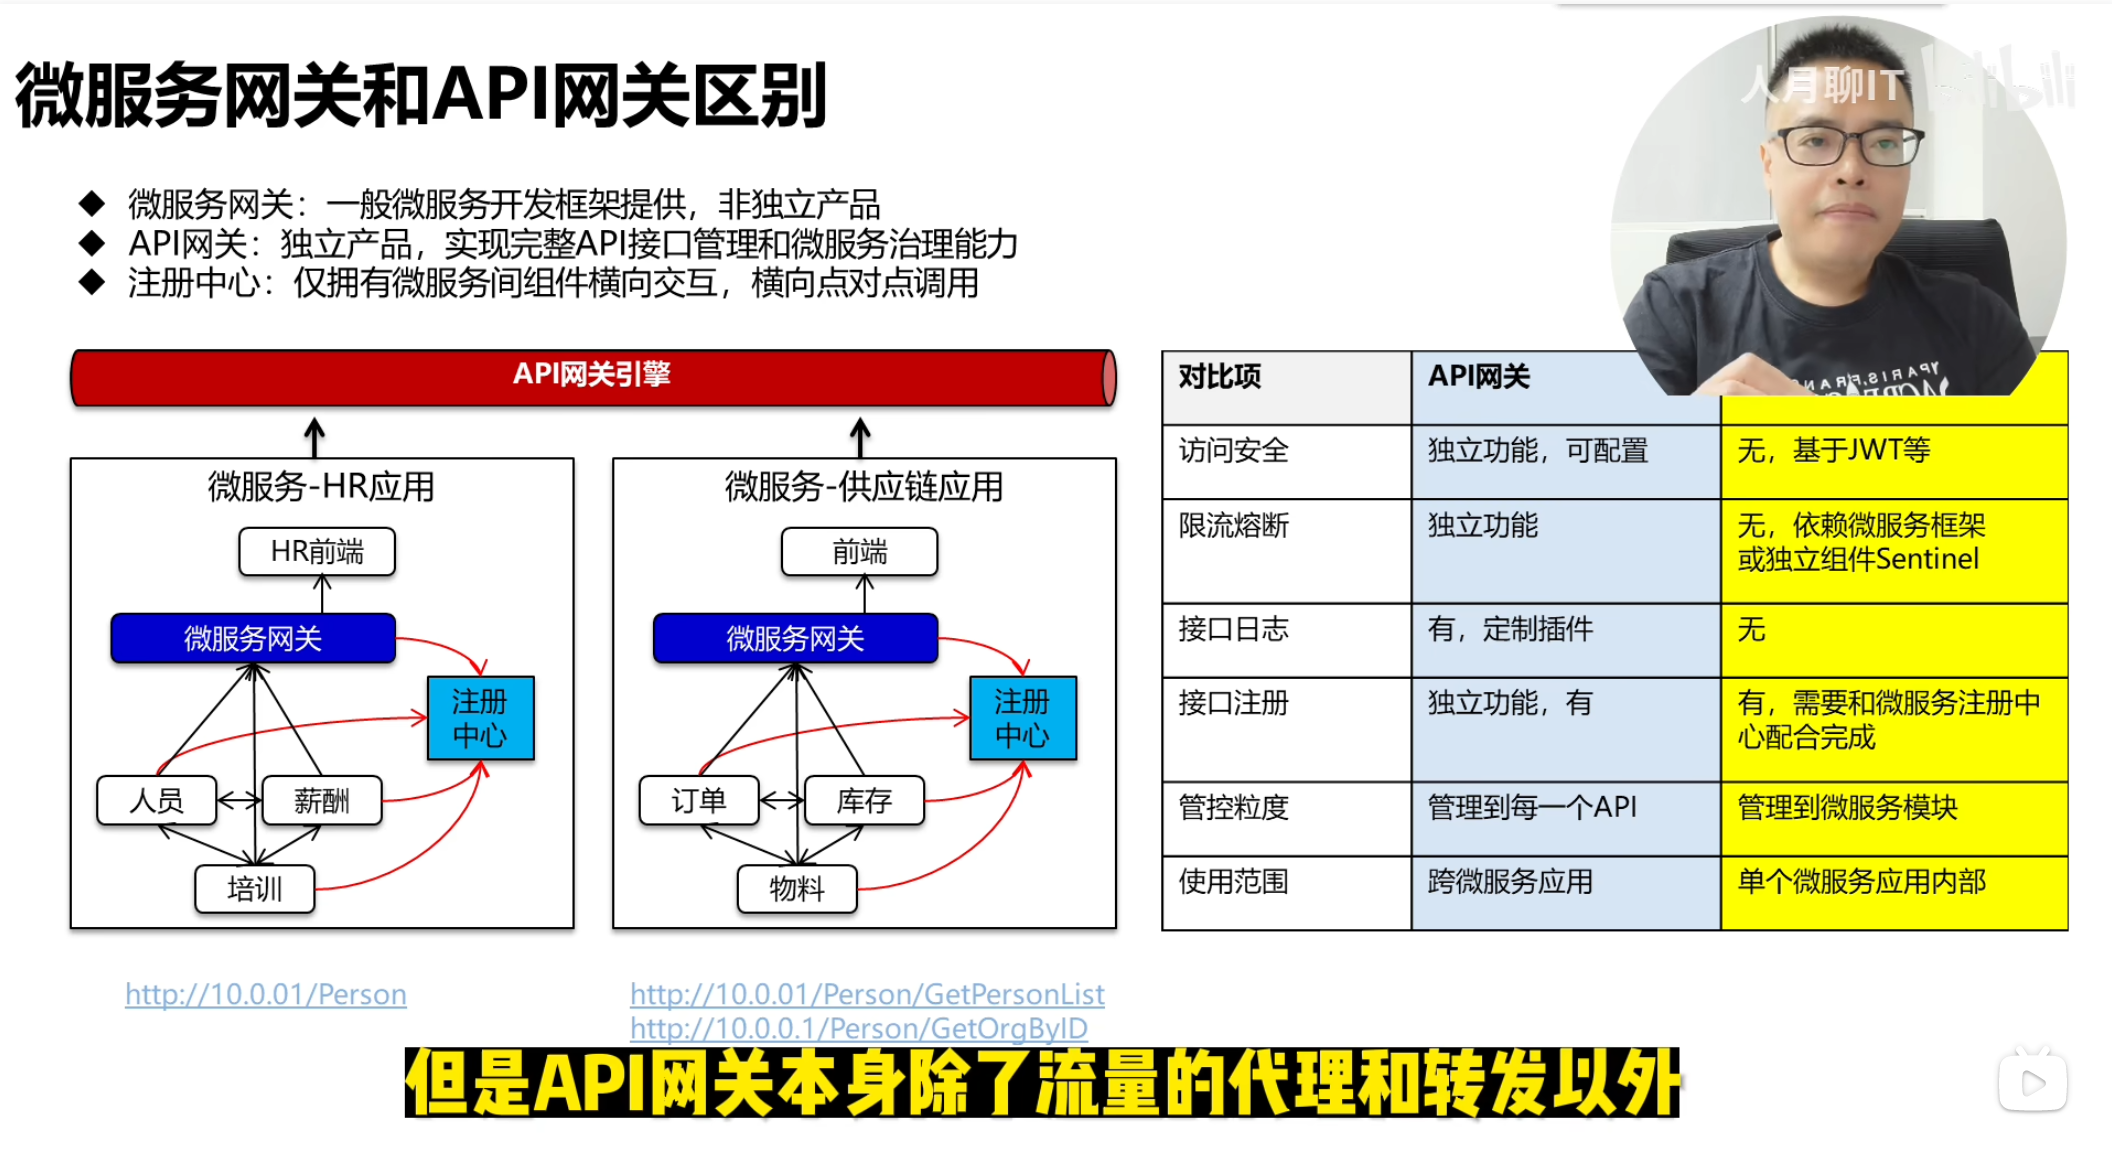 微服务网关和API网关区别
人月聊IT
bilibili
◆ 微服务网关：一般微服务开发框架提供，非独立产品
◆ API网关：独立产品，实现完整API接口管理和微服务治理能力
◆ 注册中心：仅拥有微服务间组件横向交互，横向点对点调用
API网关引擎
微服务-HR应用
HR前端
微服务网关
注册
中心
人员
薪酬
培训
微服务-供应链应用
前端
微服务网关
注册
中心
订单
库存
物料
对比项 API网关
访问安全 独立功能，可配置 无，基于JWT等
限流熔断 独立功能 无，依赖微服务框架
或独立组件Sentinel
接口日志 有，定制插件 无
接口注册 独立功能，有 有，需要和微服务注册中
心配合完成
管控粒度 管理到每一个API 管理到微服务模块
使用范围 跨微服务应用 单个微服务应用内部
http://10.0.01/Person
http://10.0.01/Person/GetPersonList
http://10.0.0.1/Person/GetOrgByID
但是API网关本身除了流量的代理和转发以外